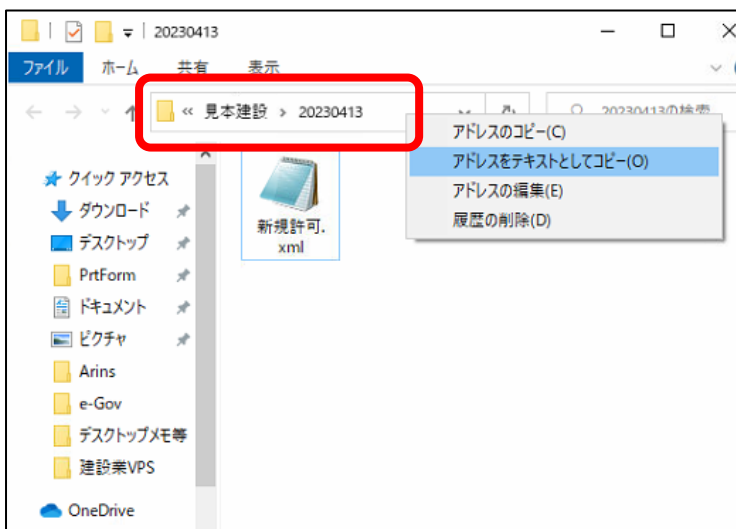 20230413
ファイル ホーム 共有 表示
« 見本建設 › 20230413
20230413の検索
アドレスのコピー(C)
アドレスをテキストとしてコピー(O)
アドレスの編集(E)
履歴の削除(D)
クイック アクセス
ダウンロード
デスクトップ
PrtForm
ドキュメント
ピクチャ
Arins
e-Gov
デスクトップメモ等
建設業VPS
OneDrive
新規許可.
xml